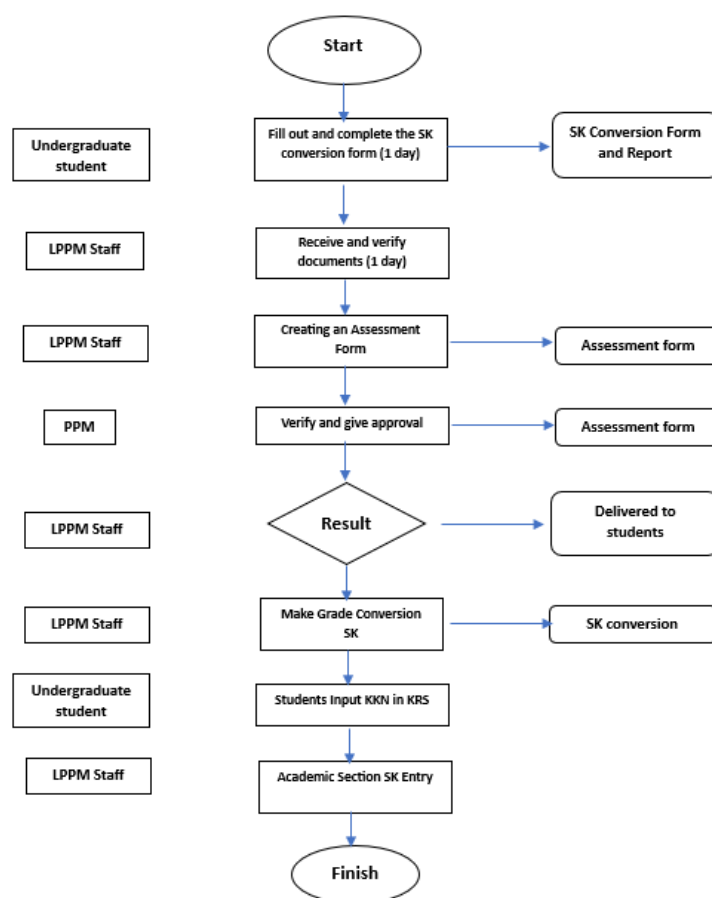 Start
Undergraduate
student
Fill out and complete the SK
conversion form (1 day)
SK Conversion Form
and Report
LPPM Staff
Receive and verify
documents (1 day)
LPPM Staff
Creating an Assessment
Form
Assessment form
PPM
Verify and give approval
Assessment form
LPPM Staff
Result
Delivered to
students
LPPM Staff
Make Grade Conversion
SK
SK conversion
Undergraduate
student
Students Input KKN in KRS
LPPM Staff
Academic Section SK Entry
Finish